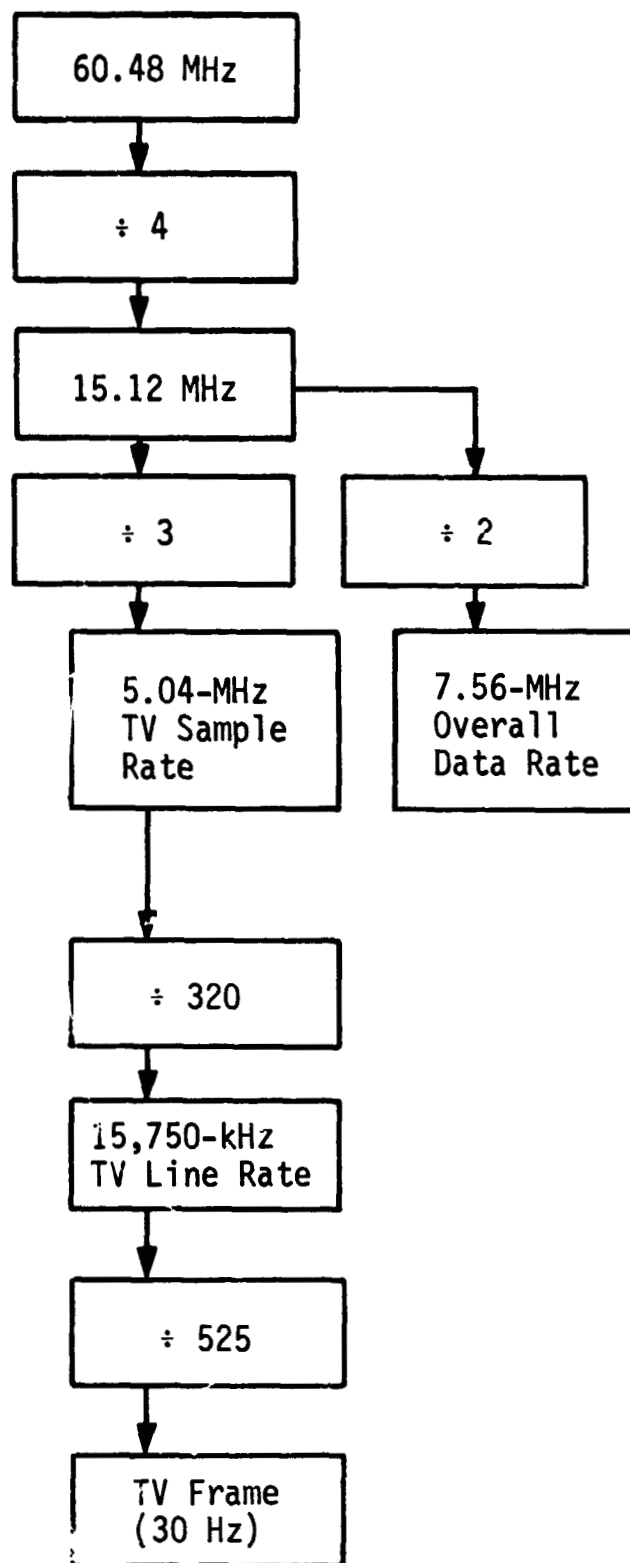 60.48 MHz
÷ 4
15.12 MHz
÷ 3
÷ 2
5.04-MHz
TV Sample
Rate
7.56-MHz
Overall
Data Rate
÷ 320
15,750-kHz
TV Line Rate
÷ 525
TV Frame
(30 Hz)